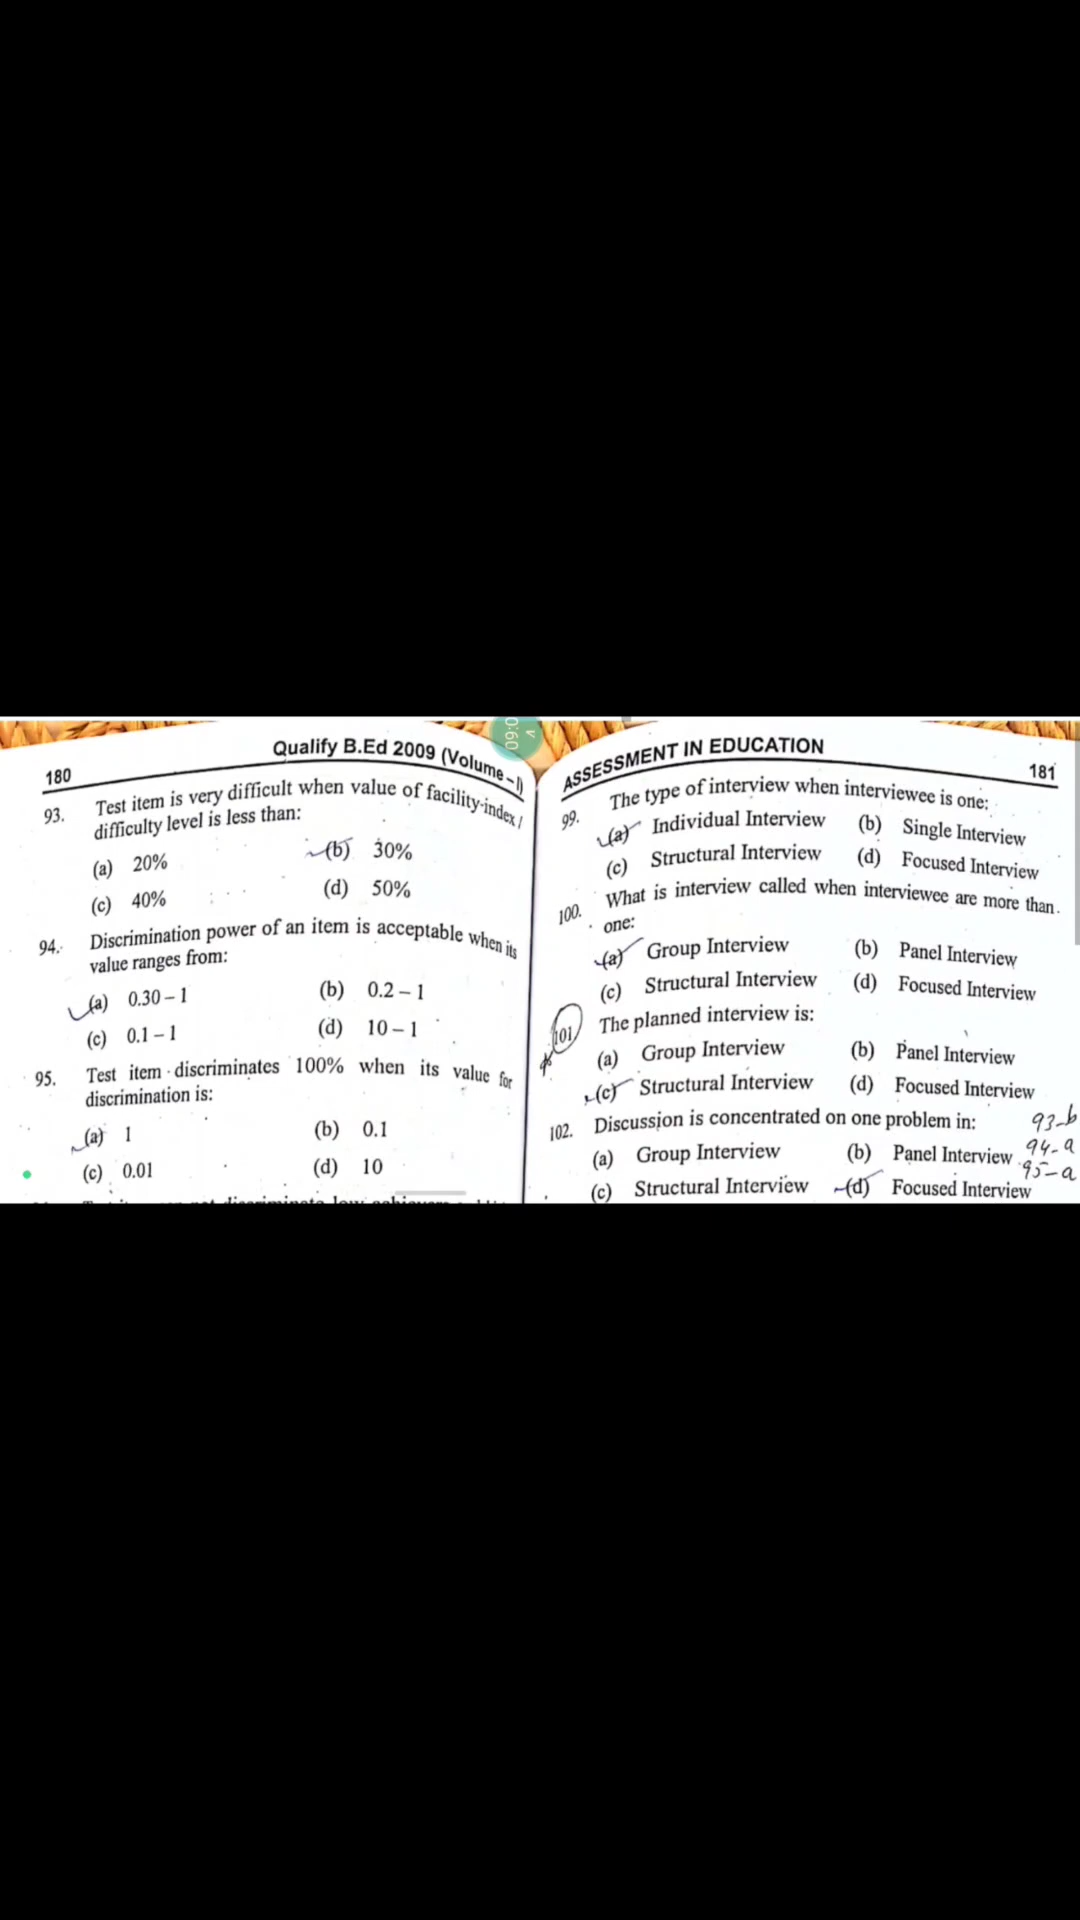 180
Qualify B.Ed 2009 (Volume – I)
93. Test item is very difficult when value of facility-index /
difficulty level is less than:
(a) 20%
(b) 30%
(c) 40%
(d) 50%
94. Discrimination power of an item is acceptable when its
value ranges from:
(a) 0.30 – 1
(b) 0.2 – 1
(c) 0.1 – 1
(d) 10 – 1
95. Test item discriminates 100% when its value for
discrimination is:
(a) 1
(b) 0.1
(c) 0.01
(d) 10
09:0
ASSESSMENT IN EDUCATION
181
99. The type of interview when interviewee is one:
(a) Individual Interview (b) Single Interview
(c) Structural Interview (d) Focused Interview
100. What is interview called when interviewee are more than
one:
(a) Group Interview (b) Panel Interview
(c) Structural Interview (d) Focused Interview
101 The planned interview is:
(a) Group Interview (b) Panel Interview
(c) Structural Interview (d) Focused Interview
102. Discussion is concentrated on one problem in:
(a) Group Interview (b) Panel Interview
(c) Structural Interview (d) Focused Interview
93-b
94-a
95-a